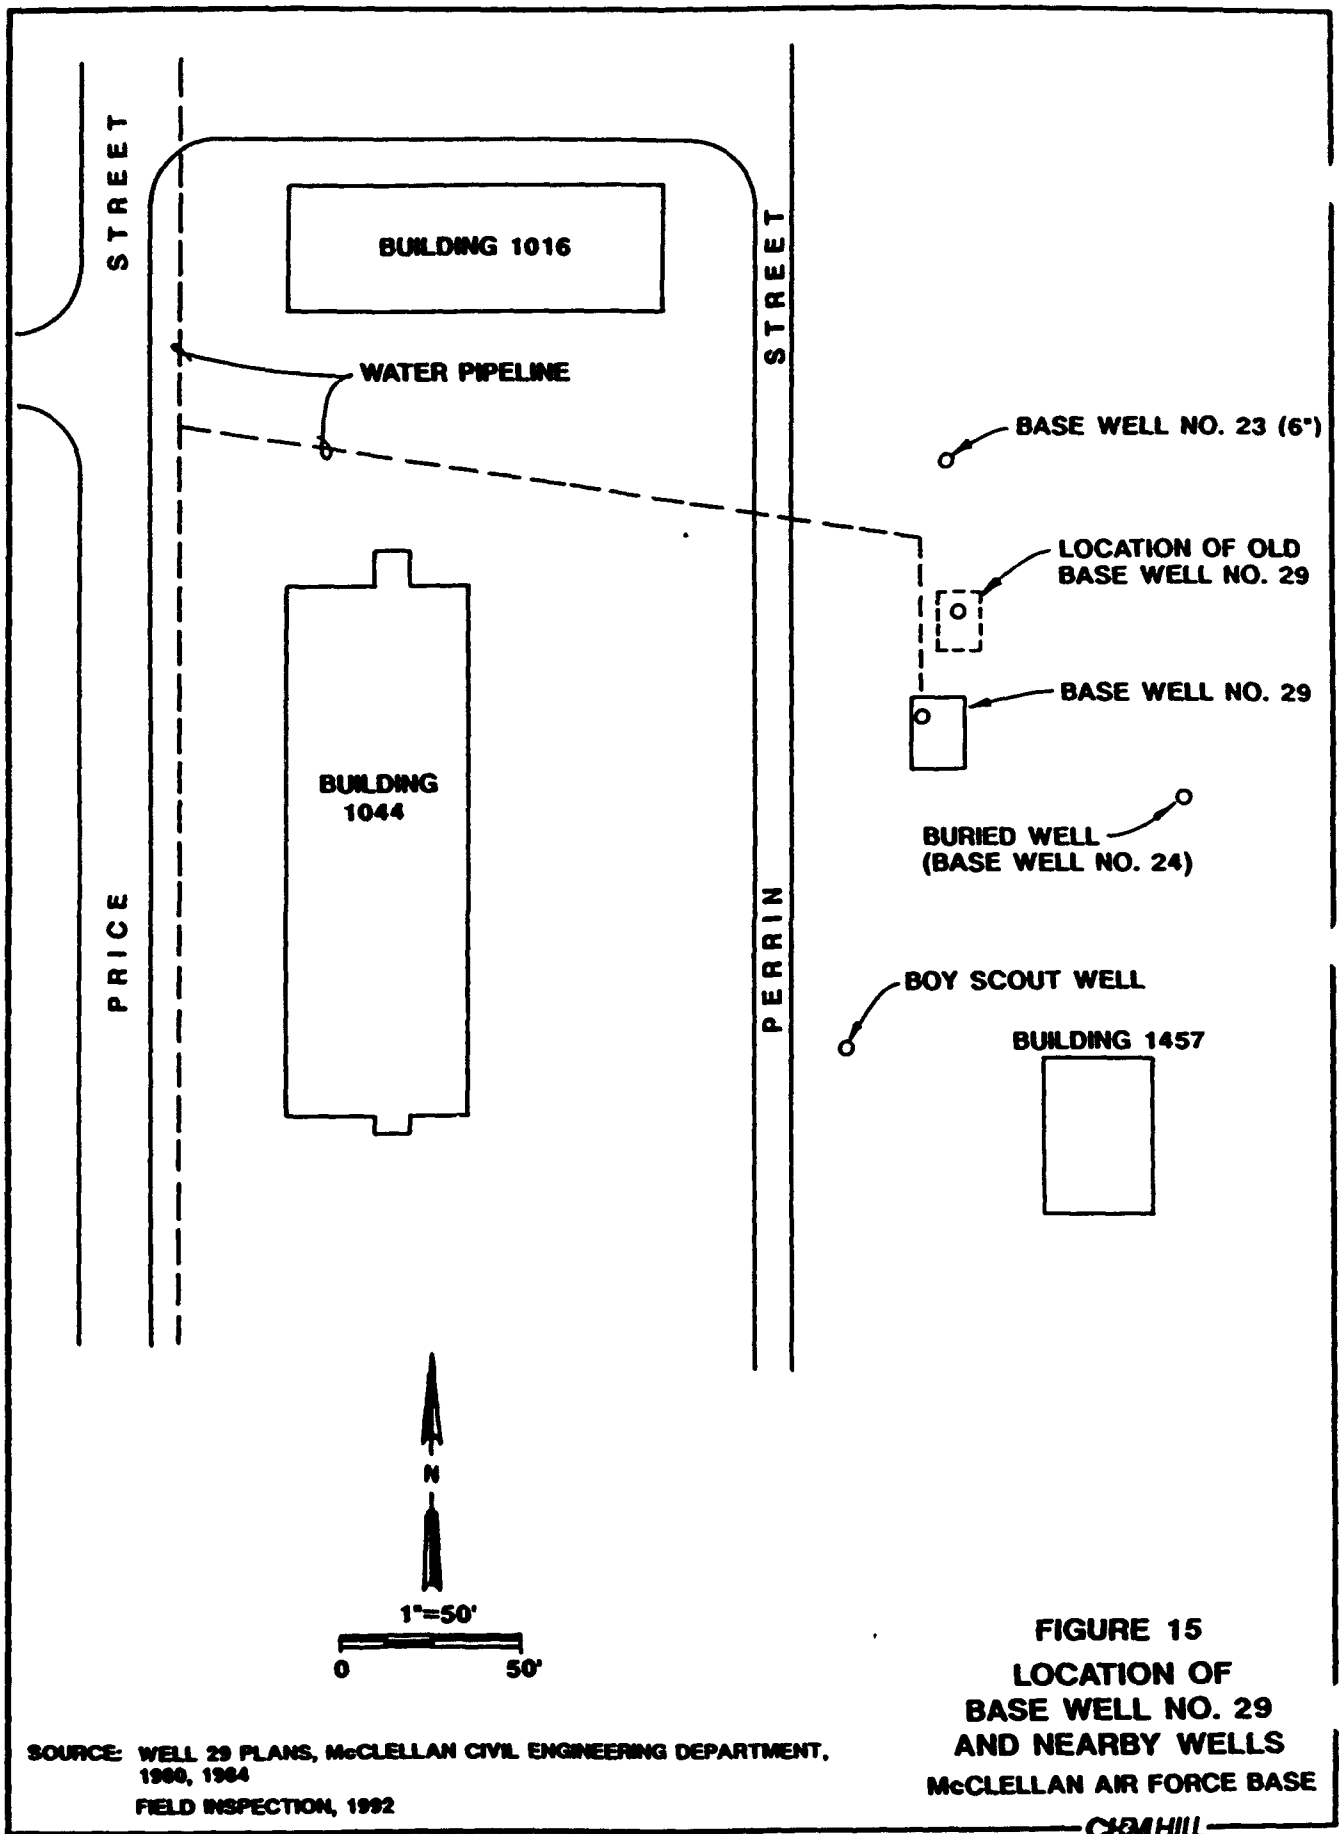 STREET
BUILDING 1016
STREET
WATER PIPELINE
BASE WELL NO. 23 (6")
LOCATION OF OLD
BASE WELL NO. 29
BASE WELL NO. 29
BUILDING
1044
BURIED WELL
(BASE WELL NO. 24)
PRICE
PERRIN
BOY SCOUT WELL
BUILDING 1457
N
1"=50'
0 50'
FIGURE 15
LOCATION OF
BASE WELL NO. 29
AND NEARBY WELLS
McCLELLAN AIR FORCE BASE
SOURCE: WELL 29 PLANS, McCLELLAN CIVIL ENGINEERING DEPARTMENT,
1984
FIELD INSPECTION, 1992
CH2M HILL